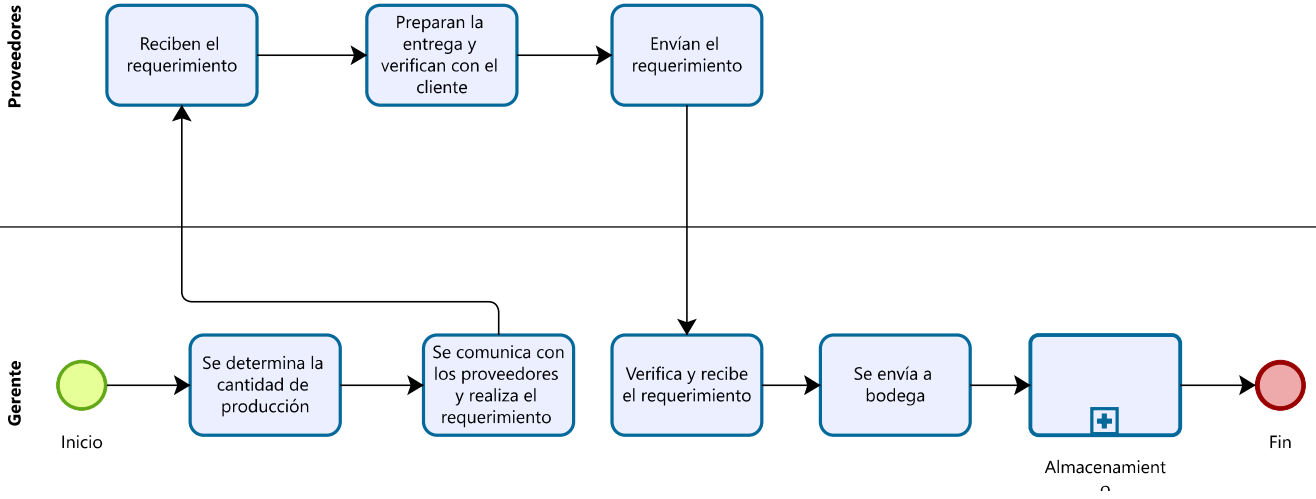 Proveedores
Reciben el
requerimiento
Preparan la
entrega y
verifican con el
cliente
Envían el
requerimiento
Gerente
Inicio
Se determina la
cantidad de
producción
Se comunica con
los proveedores
y realiza el
requerimiento
Verifica y recibe
el requerimiento
Se envía a
bodega
Almacenamient
o
Fin